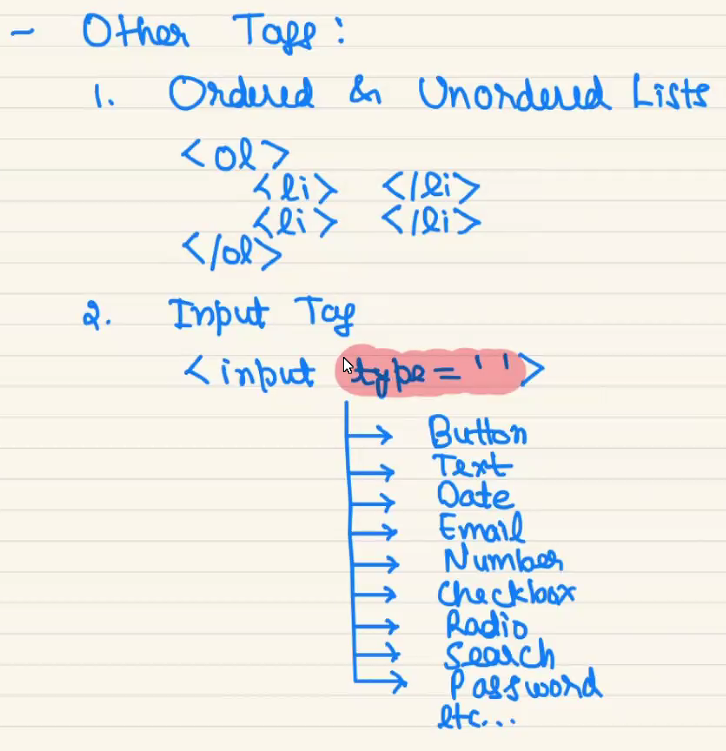 - Other Tags:
1. Ordered & Unordered Lists
<ol>
<li> </li>
<li> </li>
</ol>
2. Input Tag
<input type=' '>
Button
Text
Date
Email
Number
Checkbox
Radio
Search
Password
etc...